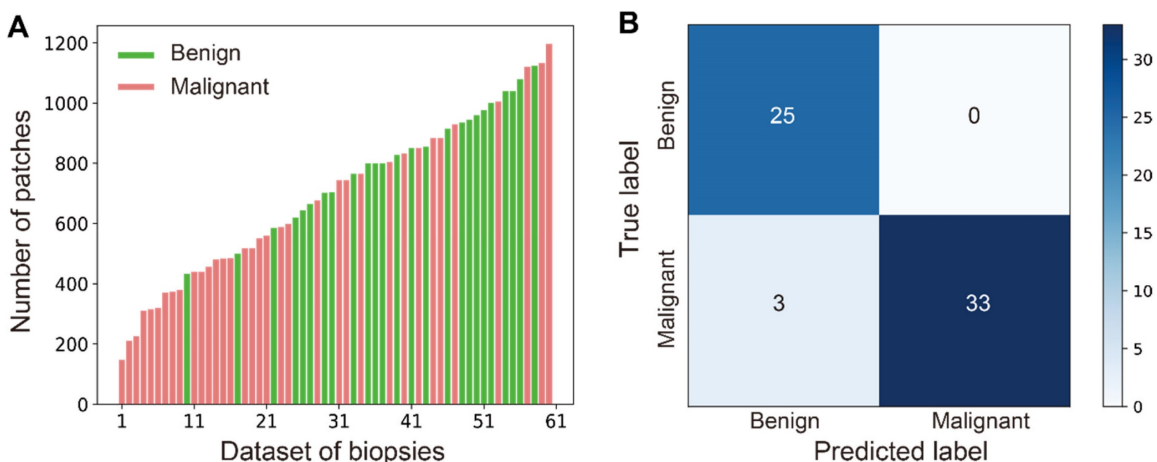 A
Benign
Malignant
Number of patches
1200
1000
800
600
400
200
0
1 11 21 31 41 51 61
Dataset of biopsies
B
True label
Benign
Malignant
25 0
3 33
Benign Malignant
Predicted label
30
25
20
15
10
5
0